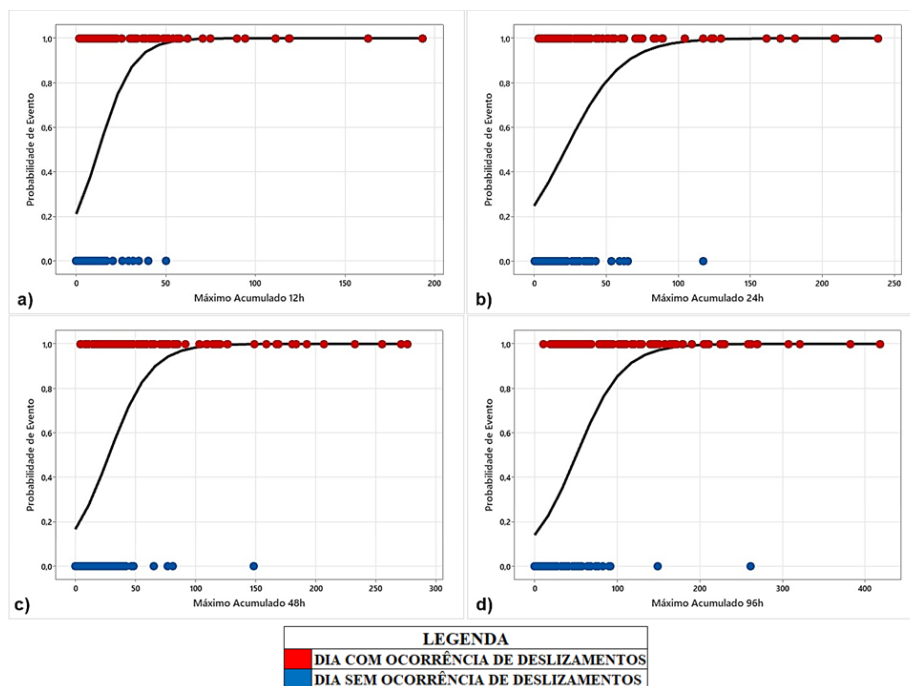 1,0
0,8
0,6
0,4
0,2
0,0
Probabilidade de Evento
0 50 100 150 200
a) Máximo Acumulado 12h
1,0
0,8
0,6
0,4
0,2
0,0
Probabilidade de Evento
0 50 100 150 200 250
b) Máximo Acumulado 24h
1,0
0,8
0,6
0,4
0,2
0,0
Probabilidade de Evento
0 50 100 150 200 250 300
c) Máximo Acumulado 48h
1,0
0,8
0,6
0,4
0,2
0,0
Probabilidade de Evento
0 100 200 300 400
d) Máximo Acumulado 96h
LEGENDA
DIA COM OCORRÊNCIA DE DESLIZAMENTOS
DIA SEM OCORRÊNCIA DE DESLIZAMENTOS